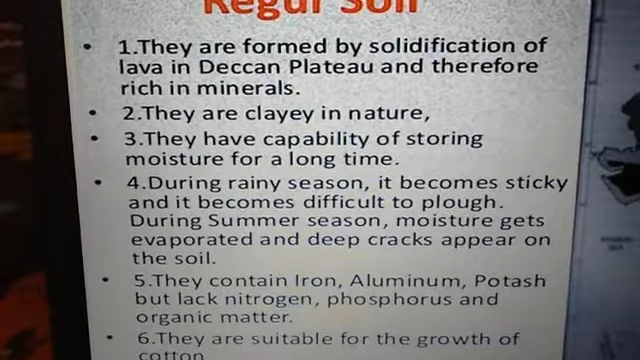 Regur Soil
• 1.They are formed by solidification of
lava in Deccan Plateau and therefore
rich in minerals.
• 2.They are clayey in nature,
• 3.They have capability of storing
moisture for a long time.
• 4.During rainy season, it becomes sticky
and it becomes difficult to plough.
During Summer season, moisture gets
evaporated and deep cracks appear on
the soil.
• 5.They contain Iron, Aluminum, Potash
but lack nitrogen, phosphorus and
organic matter.
• 6.They are suitable for the growth of
cotton